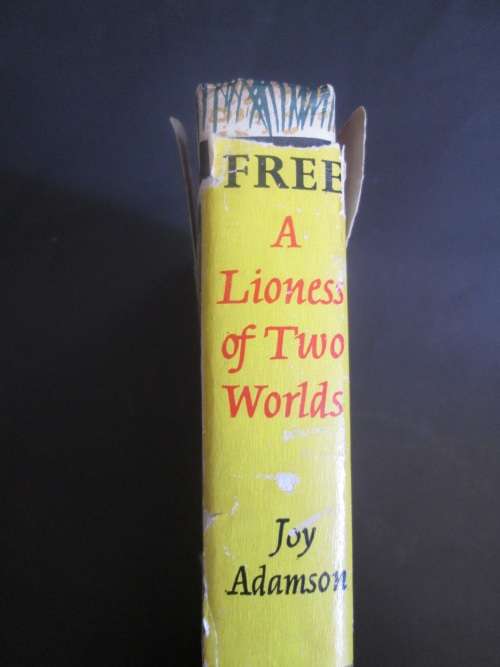 FREE
A
Lioness
of Two
Worlds
Joy
Adamson